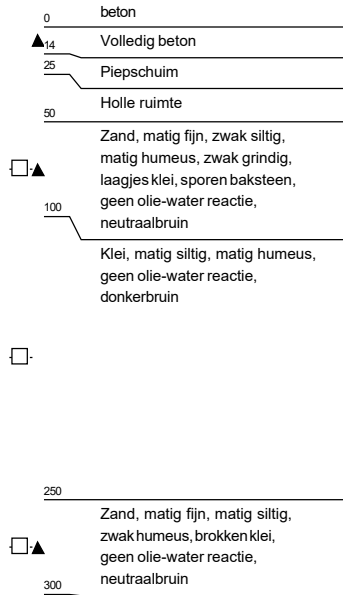 beton
0
Volledig beton
14
Piepschuim
25
Holle ruimte
50
Zand, matig fijn, zwak siltig,
matig humeus, zwak grindig,
laagjes klei, sporen baksteen,
geen olie-water reactie,
neutraalbruin
100
Klei, matig siltig, matig humeus,
geen olie-water reactie,
donkerbruin
250
Zand, matig fijn, matig siltig,
zwak humeus, brokken klei,
geen olie-water reactie,
neutraalbruin
300